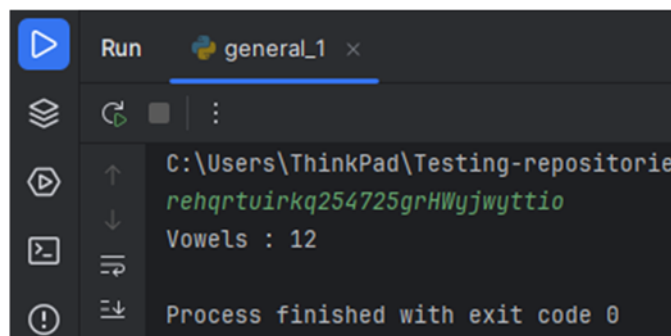 Run general_1
C:\Users\ThinkPad\Testing-repositorie
rehqrtuirkq254725grHWyjwyttio
Vowels : 12
Process finished with exit code 0